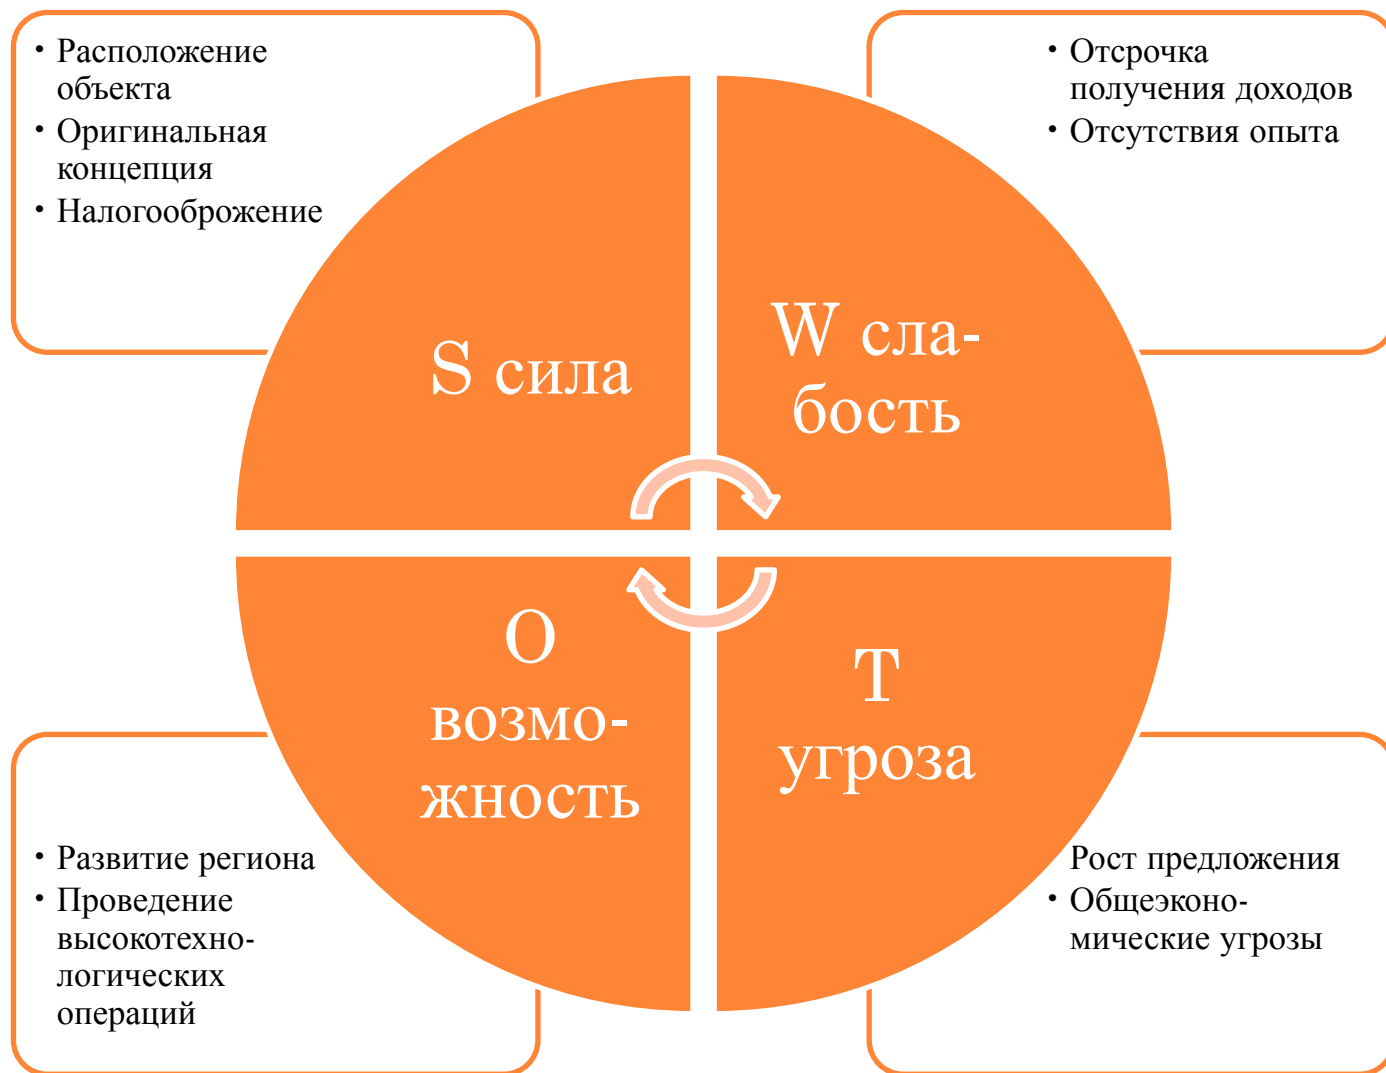 • Расположение
объекта
• Оригинальная
концепция
• Налогооброжение
• Отсрочка
получения доходов
• Отсутствия опыта
S сила
W сла-
бость
O
возмо-
жность
T
угроза
• Развитие региона
• Проведение
высокотехно-
логических
операций
Рост предложения
• Общеэконо-
мические угрозы